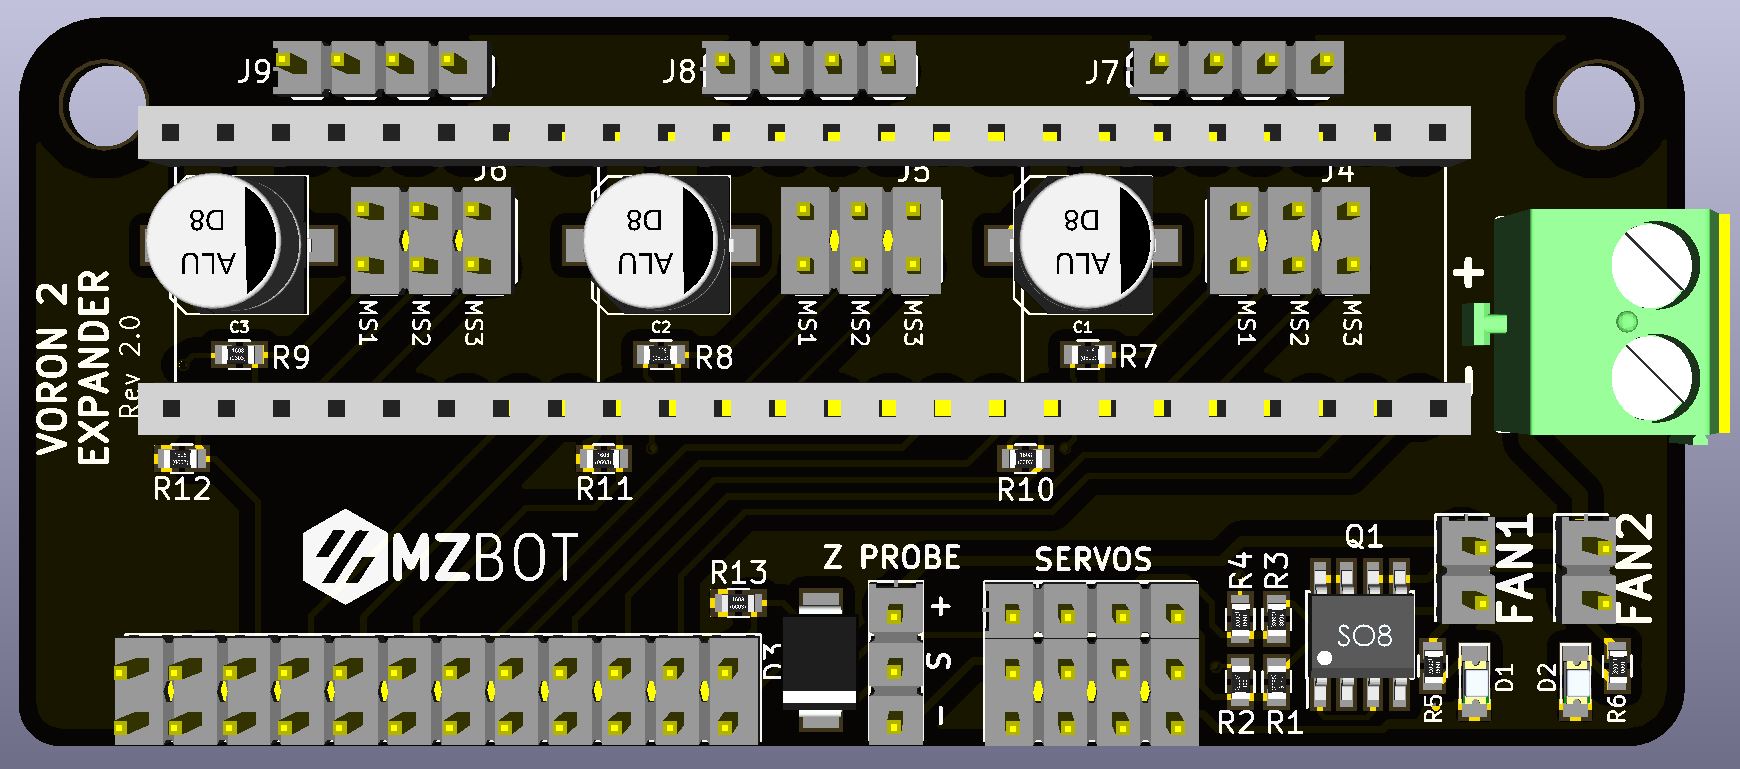 J9
J8
J7
J6
J5
J4
D8
ALU
D8
ALU
D8
ALU
MS1
MS2
MS3
MS1
MS2
MS3
MS1
MS2
MS3
+
-
C3
C2
C1
R9
R8
R7
VORON 2
EXPANDER
Rev 2.0
R12
R11
R10
MZBOT
R13
Z PROBE
+
S
-
D3
SERVOS
R4
R3
R2
R1
Q1
SO8
FAN1
FAN2
R5
D1
D2
R6